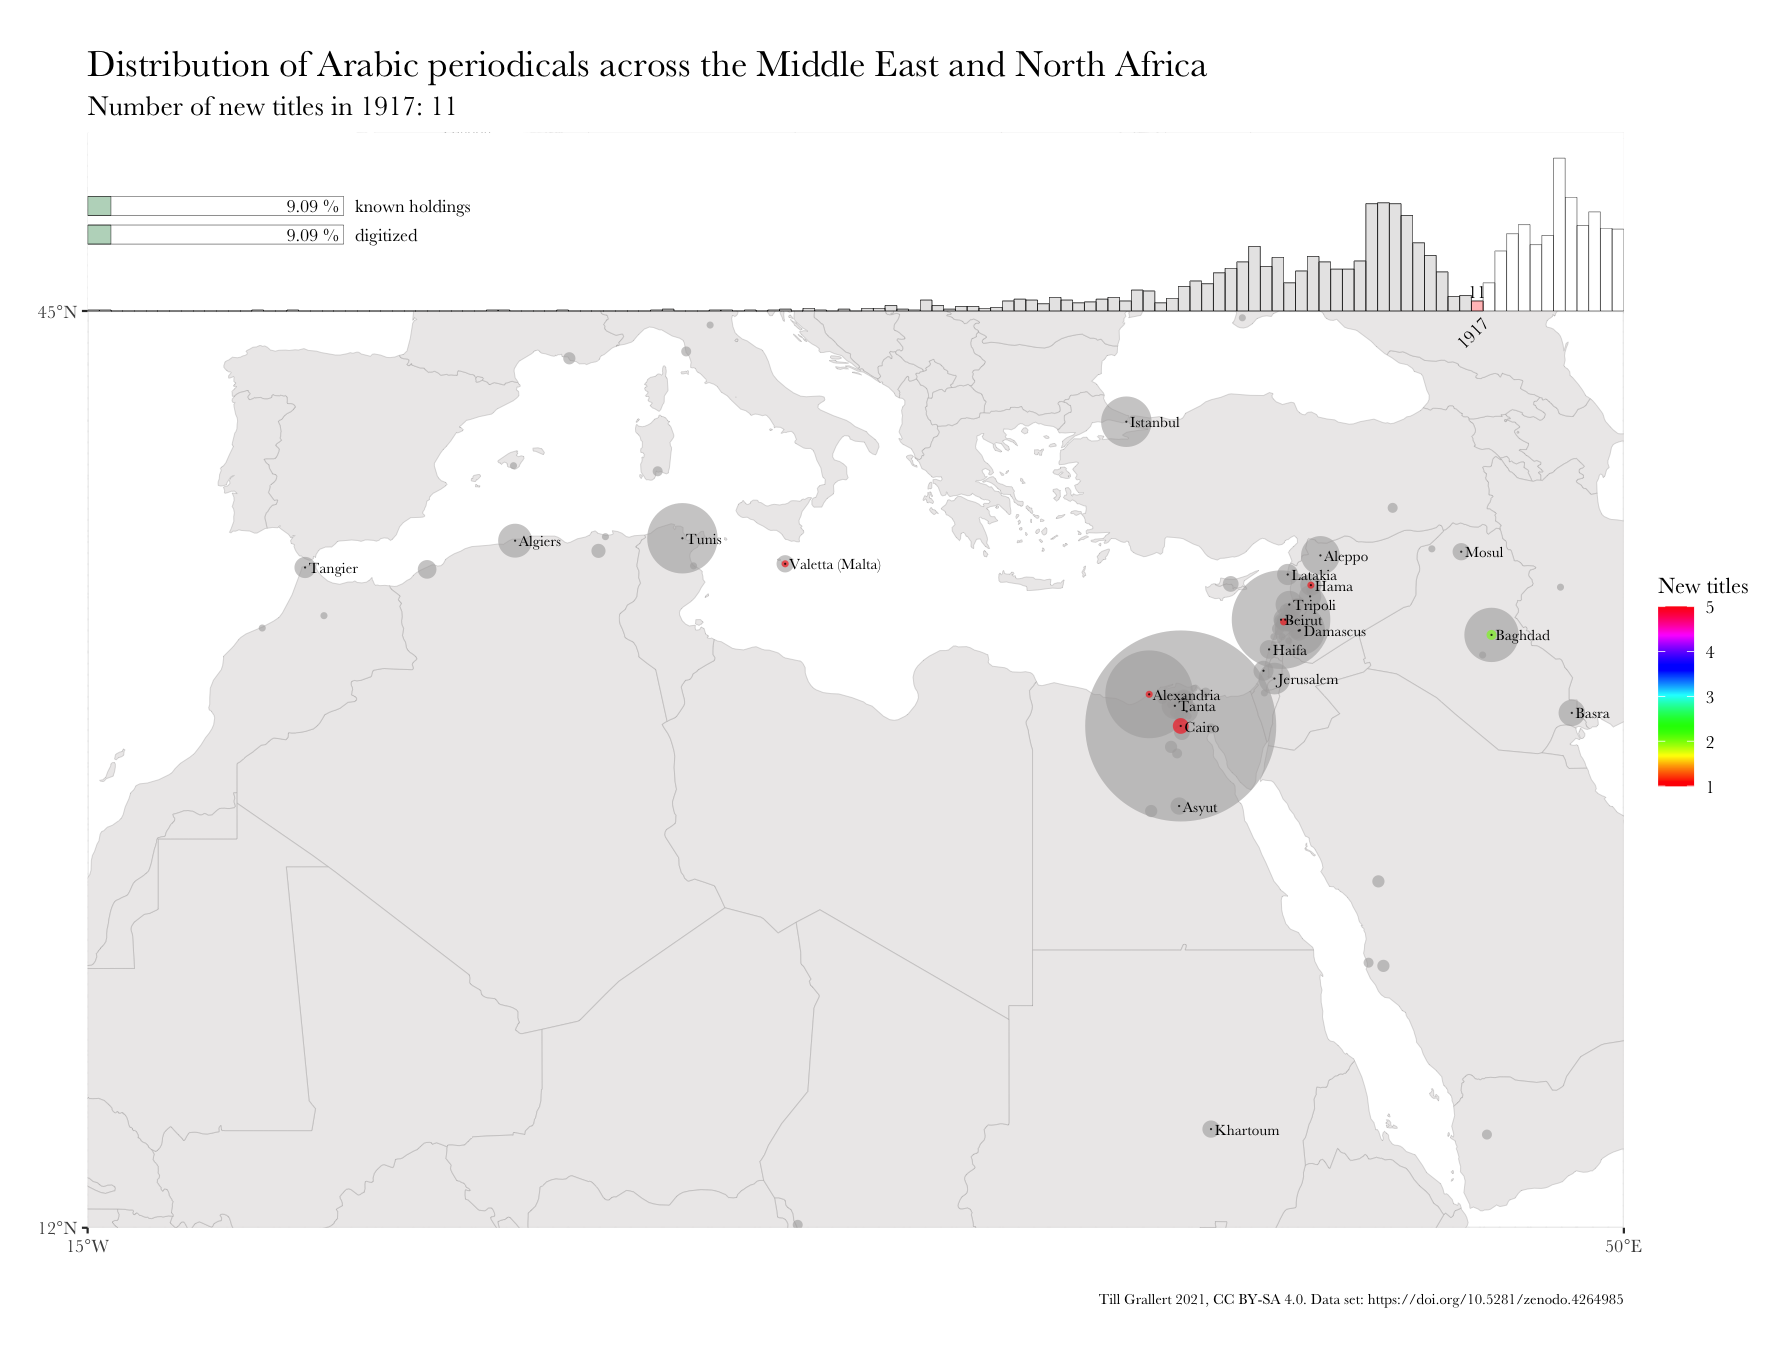 Distribution of Arabic periodicals across the Middle East and North Africa
Number of new titles in 1917: 11
9.09 % known holdings
9.09 % digitized
11
1917
45°N
Istanbul
Algiers
Tunis
Tangier
Valetta (Malta)
Aleppo
Mosul
Latakia
Hama
Tripoli
Beirut
Damascus
Baghdad
Haifa
Jerusalem
Alexandria
Tanta
Cairo
Basra
Asyut
Khartoum
New titles
5
4
3
2
1
12°N
15°W
50°E
Till Grallert 2021, CC BY-SA 4.0. Data set: https://doi.org/10.5281/zenodo.4264985